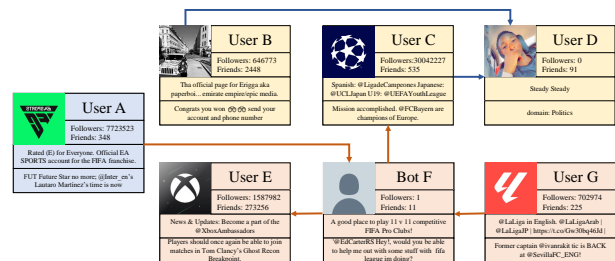 User B
Followers: 646773
Friends: 2448
Tha official page for Erigga aka
paperboi... emirate empire/epic media.
Congrats you won send your
account and phone number
User C
Followers:30042227
Friends: 535
Spanish: @LigadeCampeones Japanese:
@UCLJapan U19: @UEFAYouthLeague
Mission accomplished. @FCBayern are
champions of Europe.
User D
Followers: 0
Friends: 91
Steady Steady
domain: Politics
User A
Followers: 7723523
Friends: 348
Rated (E) for Everyone. Official EA
SPORTS account for the FIFA franchise.
FUT Future Star no more; @Inter_en's
Lautaro Martinez's time is now
User E
Followers: 1587982
Friends: 273256
News & Updates: Become a part of the
@XboxAmbassadors
Players should once again be able to join
matches in Tom Clancy's Ghost Recon
Breakpoint.
Bot F
Followers: 1
Friends: 11
A good place to play 11 v 11 competitive
FIFA Pro Clubs!
'@EdCarterRS Hey!, would you be able
to help me out with some stuff with fifa
league im doing?
User G
Followers: 702974
Friends: 225
@LaLiga in English. @LaLigaArab |
@LaLigaJP | https://t.co/Gw30bq46Jd |
Former captain @ivanrakit tic is BACK
at @SevillaFC_ENG!